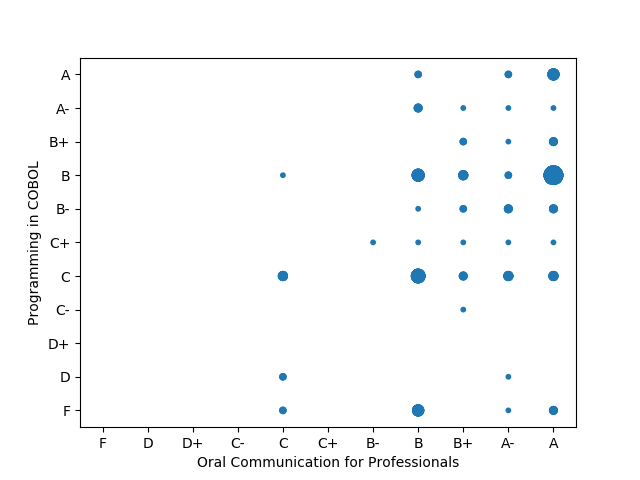 A
A-
B+
B
B-
C+
C
C-
D+
D
F
Programming in COBOL
F D D+ C- C C+ B- B B+ A- A
Oral Communication for Professionals